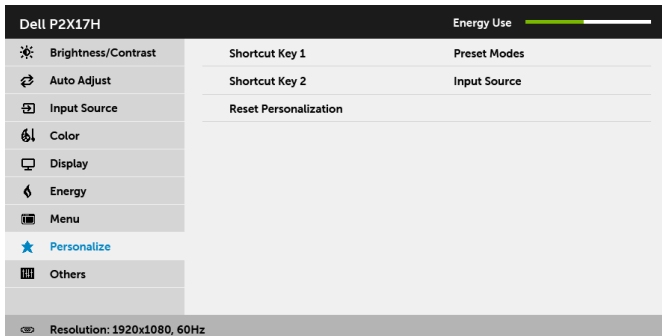 Dell P2X17H Energy Use
Brightness/Contrast Shortcut Key 1 Preset Modes
Auto Adjust Shortcut Key 2 Input Source
Input Source Reset Personalization
Color
Display
Energy
Menu
Personalize
Others
Resolution: 1920x1080, 60Hz